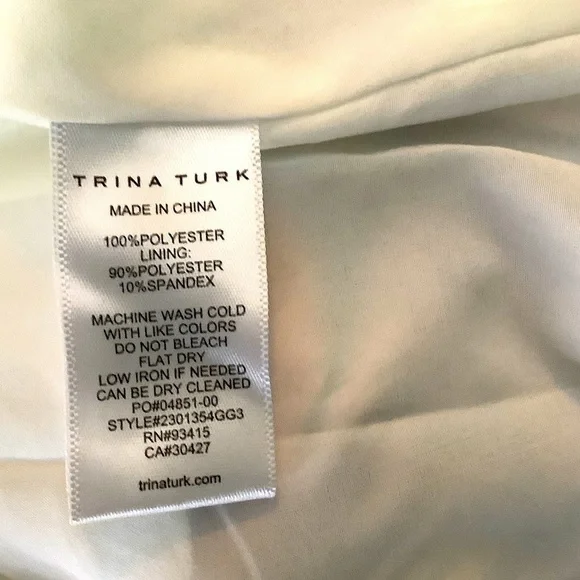 TRINA TURK
MADE IN CHINA
100%POLYESTER
LINING:
90%POLYESTER
10%SPANDEX
MACHINE WASH COLD
WITH LIKE COLORS
DO NOT BLEACH
FLAT DRY
LOW IRON IF NEEDED
CAN BE DRY CLEANED
PO#04851-00
STYLE#2301354GG3
RN#93415
CA#30427
trinaturk.com